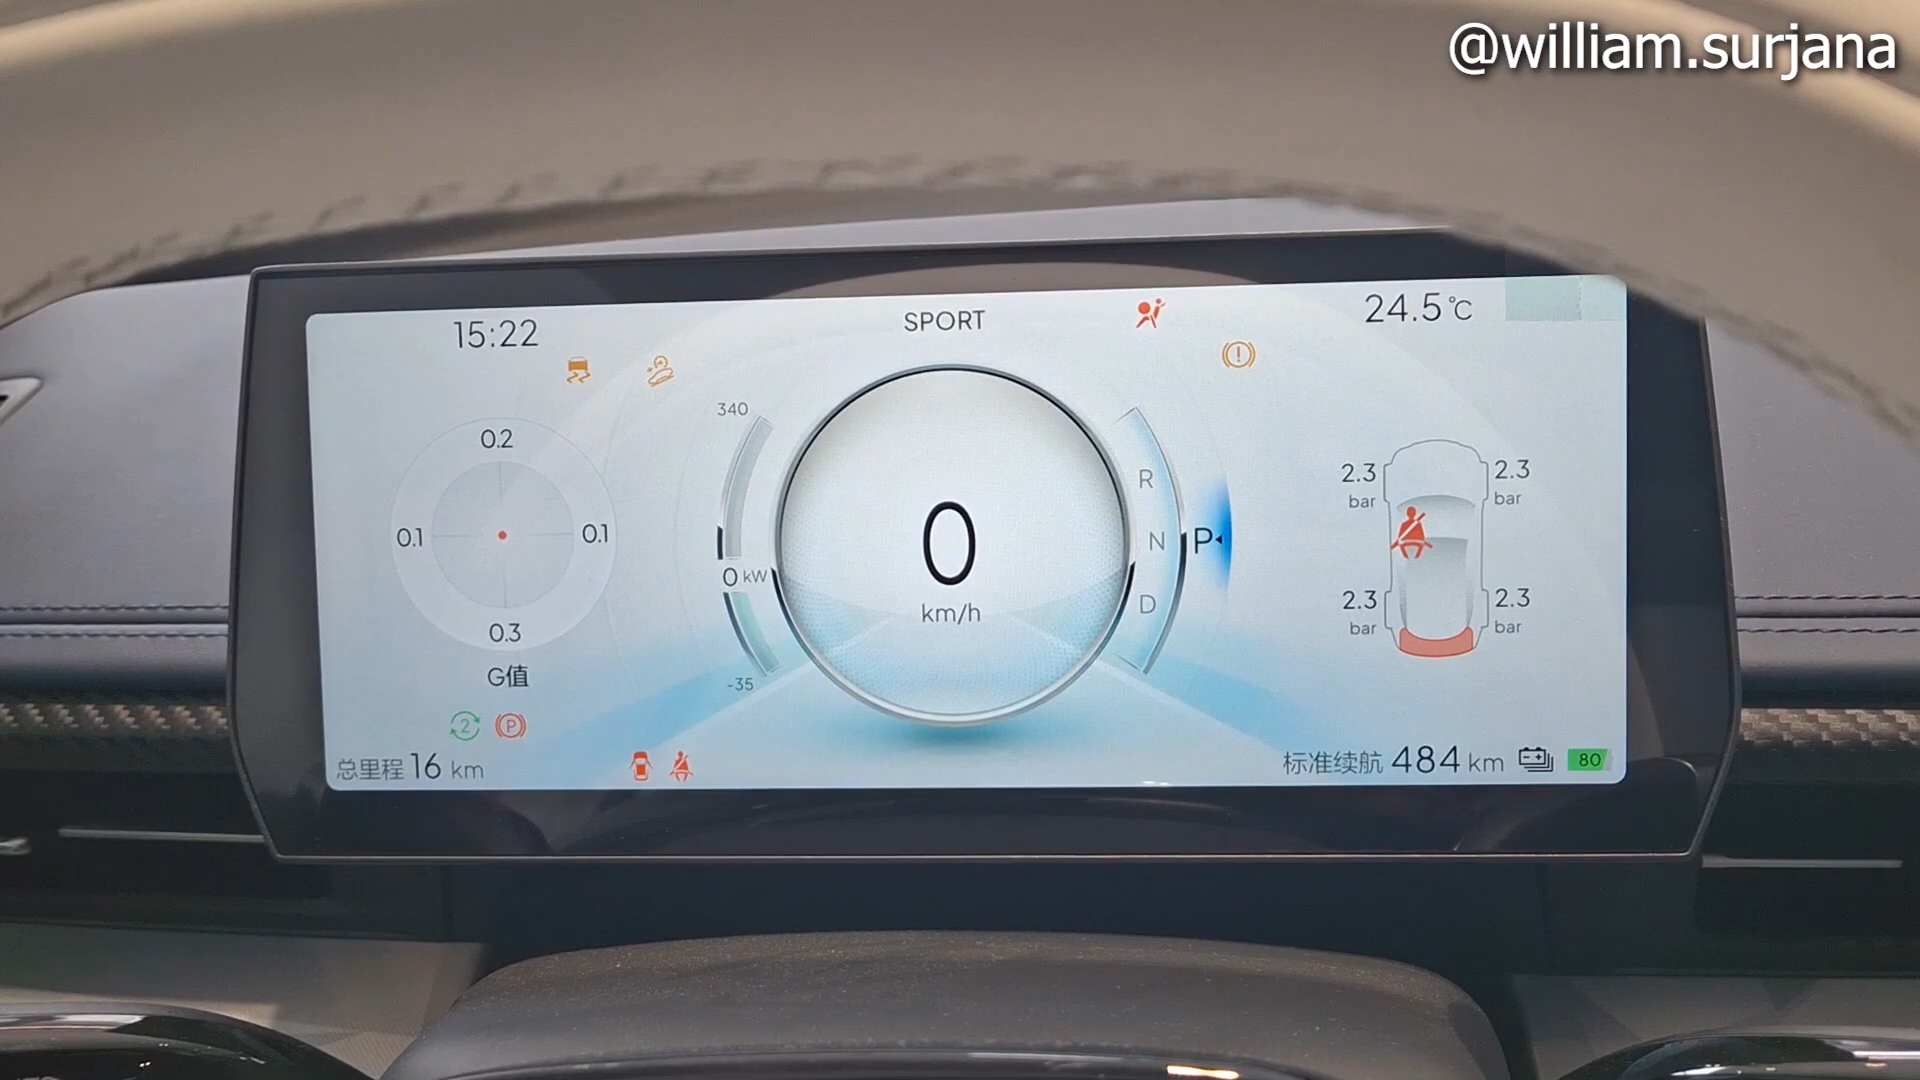 @william.surjana
15:22
SPORT
24.5℃
340
0 kW
-35
0.2
0.1
0.1
0.3
G值
0
km/h
R
N
D
P
2.3
bar
2.3
bar
2.3
bar
2.3
bar
2
P
总里程 16 km
标准续航 484 km
80